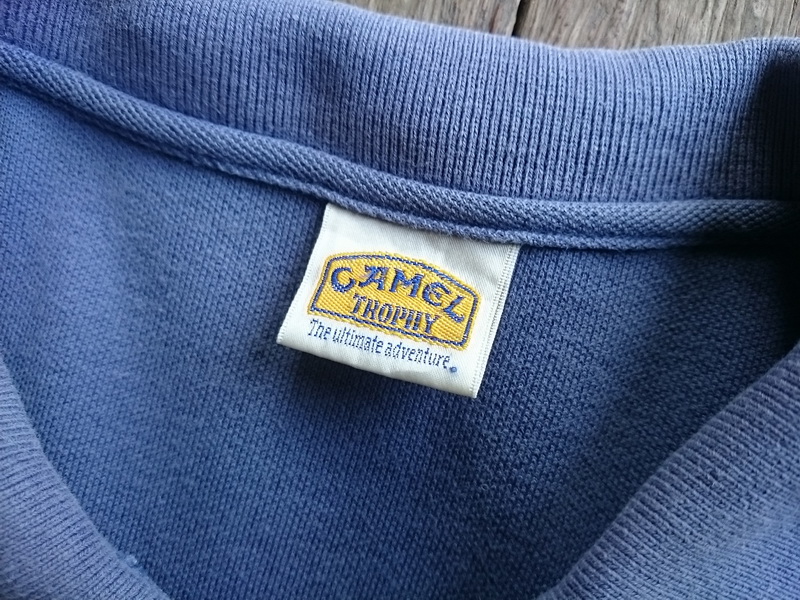 CAMEL
TROPHY
The ultimate adventure.